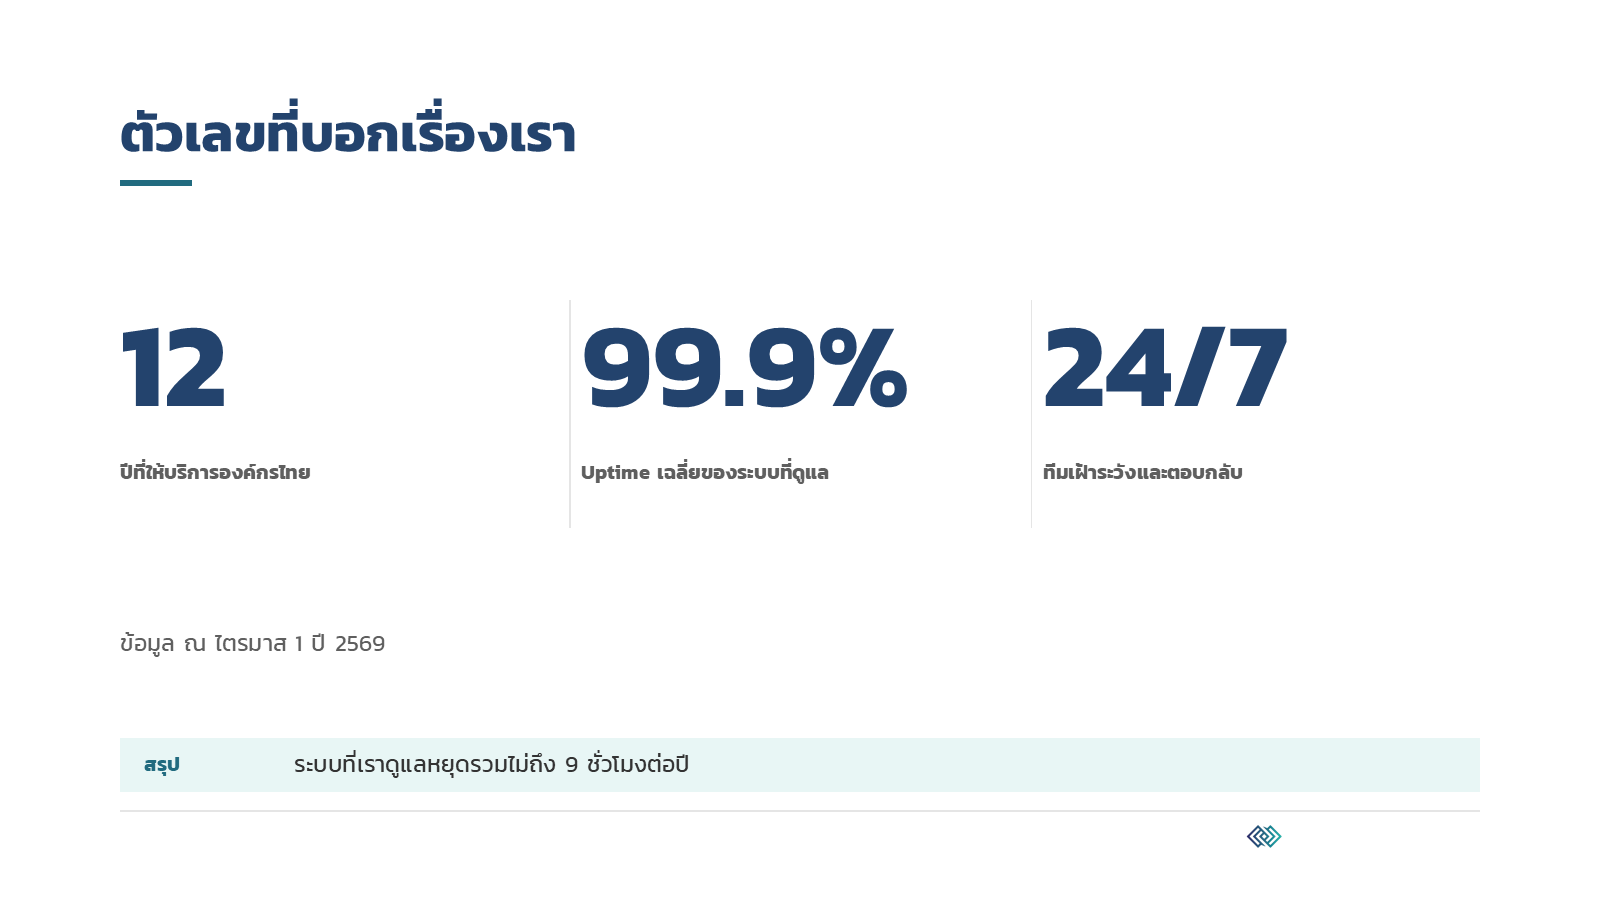 ตัวเลขที่บอกเรื่องเรา
12
99.9%
24/7
ปีที่ให้บริการองค์กรไทย
Uptime เฉลี่ยของระบบที่ดูแล
ทีมเฝ้าระวังและตอบกลับ
ข้อมูล ณ ไตรมาส 1 ปี 2569
สรุป ระบบที่เราดูแลหยุดรวมไม่ถึง 9 ชั่วโมงต่อปี